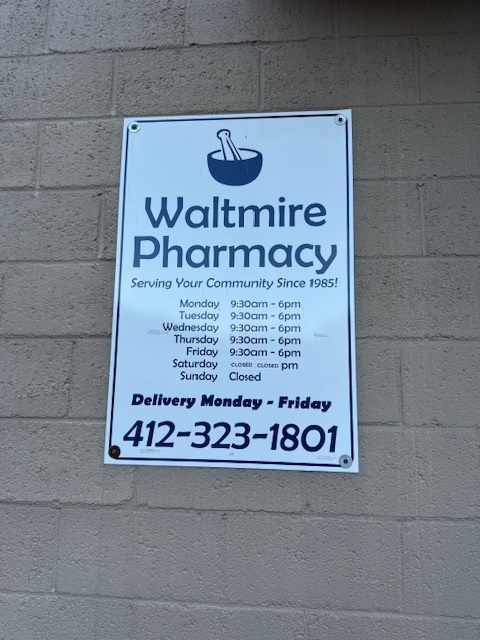 Waltmire
Pharmacy
Serving Your Community Since 1985!
Monday 9:30am - 6pm
Tuesday 9:30am - 6pm
Wednesday 9:30am - 6pm
Thursday 9:30am - 6pm
Friday 9:30am - 6pm
Saturday CLOSED CLOSED pm
Sunday Closed
Delivery Monday - Friday
412-323-1801